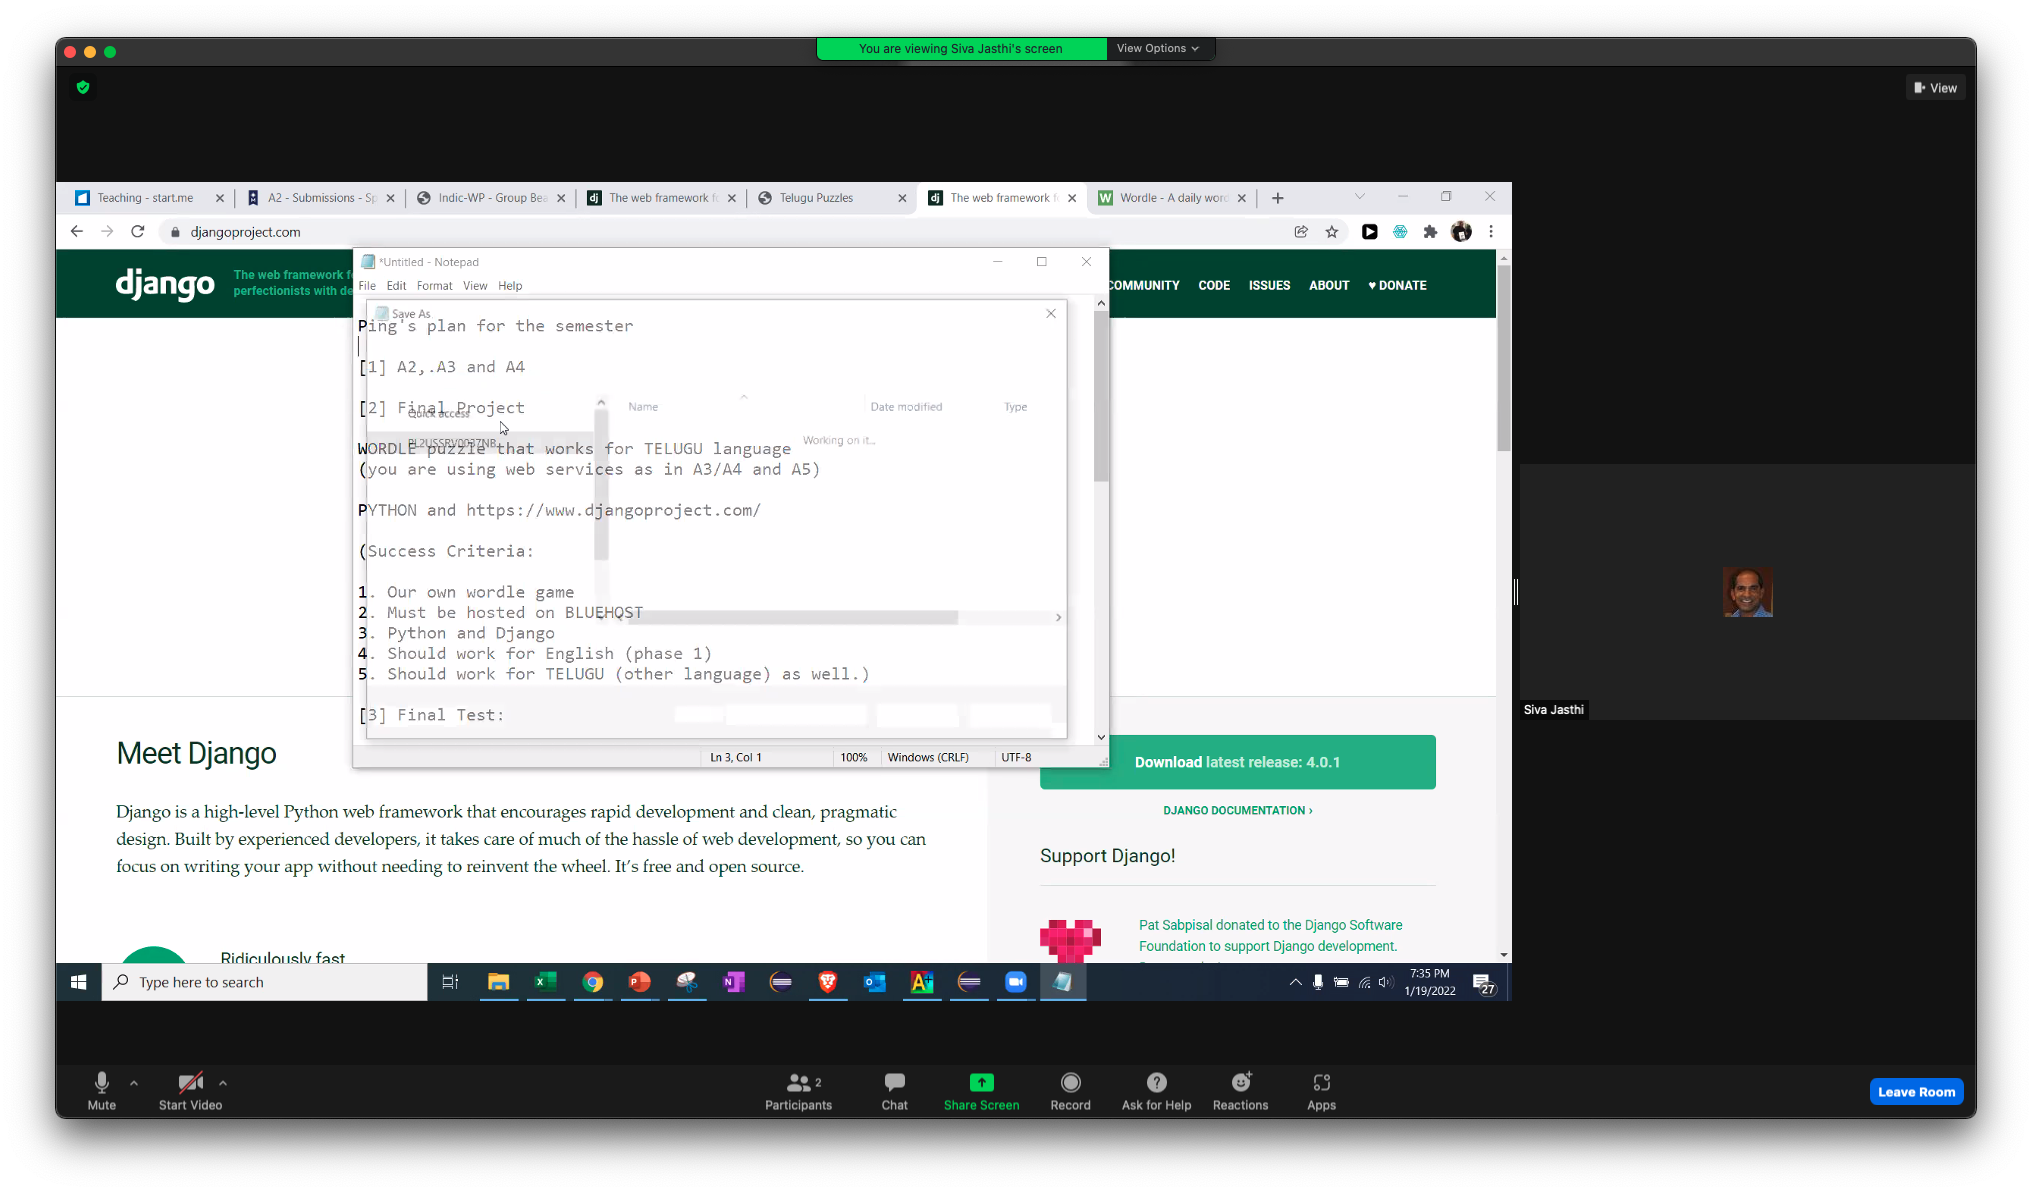 You are viewing Siva Jasthi's screen
View Options
View
Teaching - start.me
A2 - Submissions - Sp
Indic-WP - Group Bea
The web framework f
Telugu Puzzles
The web framework f
Wordle - A daily word
djangoproject.com
django
The web framework f
perfectionists with de
COMMUNITY
CODE
ISSUES
ABOUT
♥ DONATE
*Untitled - Notepad
File Edit Format View Help
Save As
Ping's plan for the semester
[1] A2,.A3 and A4
[2] Final Project
Quick access
Name
Date modified
Type
PL2USSRV0037NB
Working on it...
WORDLE puzzle that works for TELUGU language
(you are using web services as in A3/A4 and A5)
PYTHON and https://www.djangoproject.com/
(Success Criteria:
1. Our own wordle game
2. Must be hosted on BLUEHOST
3. Python and Django
4. Should work for English (phase 1)
5. Should work for TELUGU (other language) as well.)
[3] Final Test:
Ln 3, Col 1
100%
Windows (CRLF)
UTF-8
Siva Jasthi
Meet Django
Django is a high-level Python web framework that encourages rapid development and clean, pragmatic
design. Built by experienced developers, it takes care of much of the hassle of web development, so you can
focus on writing your app without needing to reinvent the wheel. It's free and open source.
Ridiculously fast
Download latest release: 4.0.1
DJANGO DOCUMENTATION ›
Support Django!
Pat Sabpisal donated to the Django Software
Foundation to support Django development.
Type here to search
7:35 PM
1/19/2022
27
Mute
Start Video
Participants
2
Chat
Share Screen
Record
Ask for Help
Reactions
Apps
Leave Room